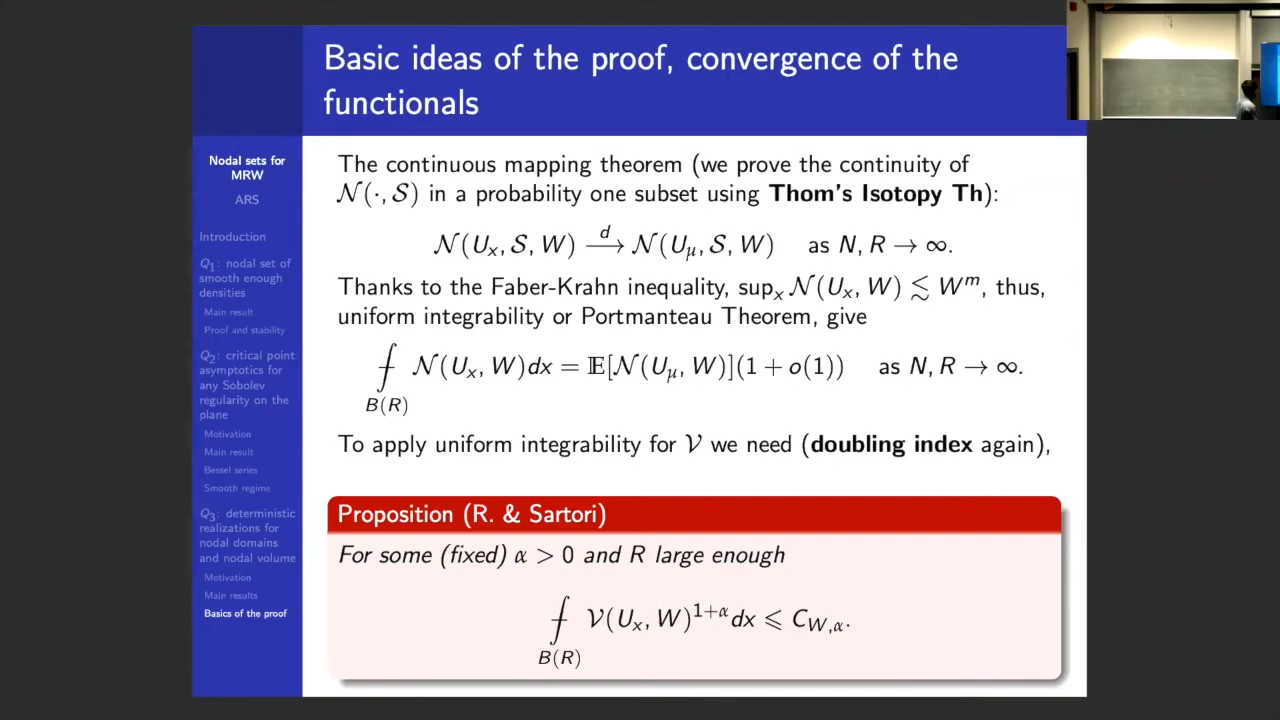 Basic ideas of the proof, convergence of the
functionals
Nodal sets for
MRW
ARS
Introduction
Q₁: nodal set of
smooth enough
densities
Main result
Proof and stability
Q₂: critical point
asymptotics for
any Sobolev
regularity on the
plane
Motivation
Main result
Bessel series
Smooth regime
Q₃: deterministic
realizations for
nodal domains
and nodal volume
Motivation
Main results
Basics of the proof
The continuous mapping theorem (we prove the continuity of
𝒩(·, 𝒮) in a probability one subset using Thom's Isotopy Th):
𝒩(Uₓ, 𝒮, W) —d→ 𝒩(U_μ, 𝒮, W) as N, R → ∞.
Thanks to the Faber-Krahn inequality, supₓ 𝒩(Uₓ, W) ≲ Wᵐ, thus,
uniform integrability or Portmanteau Theorem, give
⨍_{B(R)} 𝒩(Uₓ, W)dx = 𝔼[𝒩(U_μ, W)](1 + o(1)) as N, R → ∞.
To apply uniform integrability for 𝒱 we need (doubling index again),
Proposition (R. & Sartori)
For some (fixed) α > 0 and R large enough
⨍_{B(R)} 𝒱(Uₓ, W)^{1+α}dx ⩽ C_{W,α}.